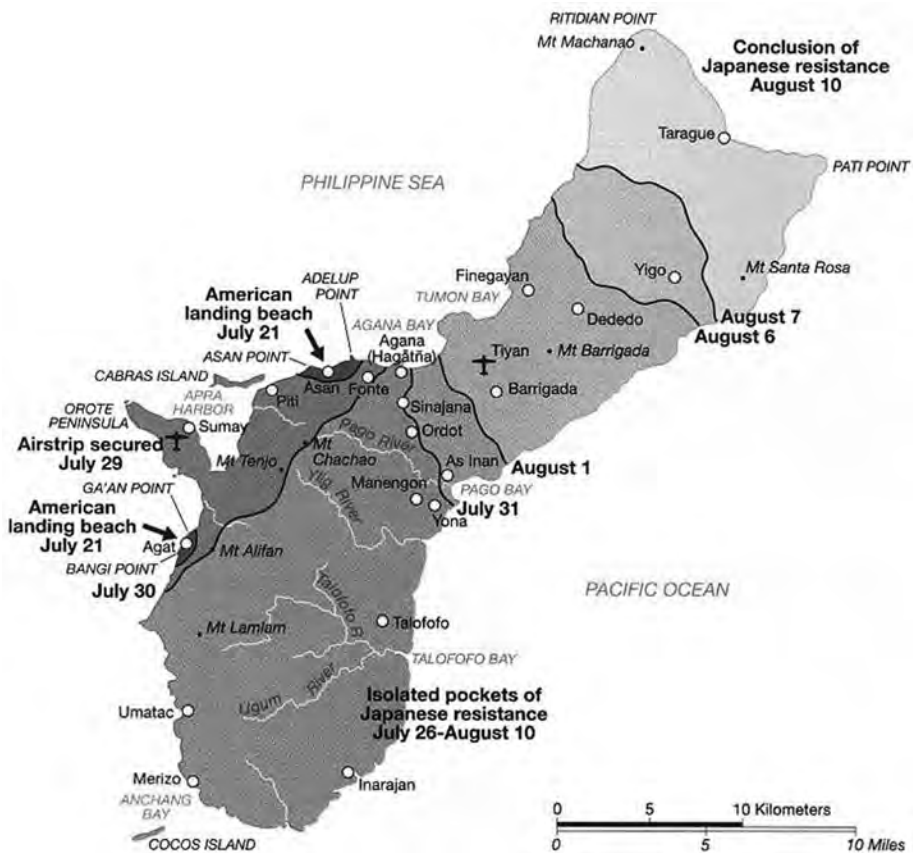 RITIDIAN POINT
Mt Machanao
Conclusion of
Japanese resistance
August 10
Tarague
PATI POINT
PHILIPPINE SEA
Mt Santa Rosa
Yigo
Finegayan
ADELUP
POINT
TUMON BAY
American
landing beach
July 21
August 7
August 6
Dededo
AGANA BAY
Agana
(Hagåtña)
Tiyan
Mt Barrigada
ASAN POINT
CABRAS ISLAND
Asan
Fonte
Piti
Barrigada
APRA
HARBOR
Sinajana
OROTE
PENINSULA
Sumay
Ordot
Pago River
Airstrip secured
July 29
Mt
Chachao
Mt Tenjo
As Inan
August 1
GA'AN POINT
Ylig River
Manengon
PAGO BAY
Yona
July 31
American
landing beach
July 21
Agat
Mt Alifan
BANGI POINT
July 30
PACIFIC OCEAN
Talofofo R
Talofofo
Mt Lamlam
TALOFOFO BAY
Ugum River
Isolated pockets of
Japanese resistance
July 26-August 10
Umatac
Merizo
Inarajan
ANCHANG
BAY
COCOS ISLAND
0 5 10 Kilometers
0 5 10 Miles